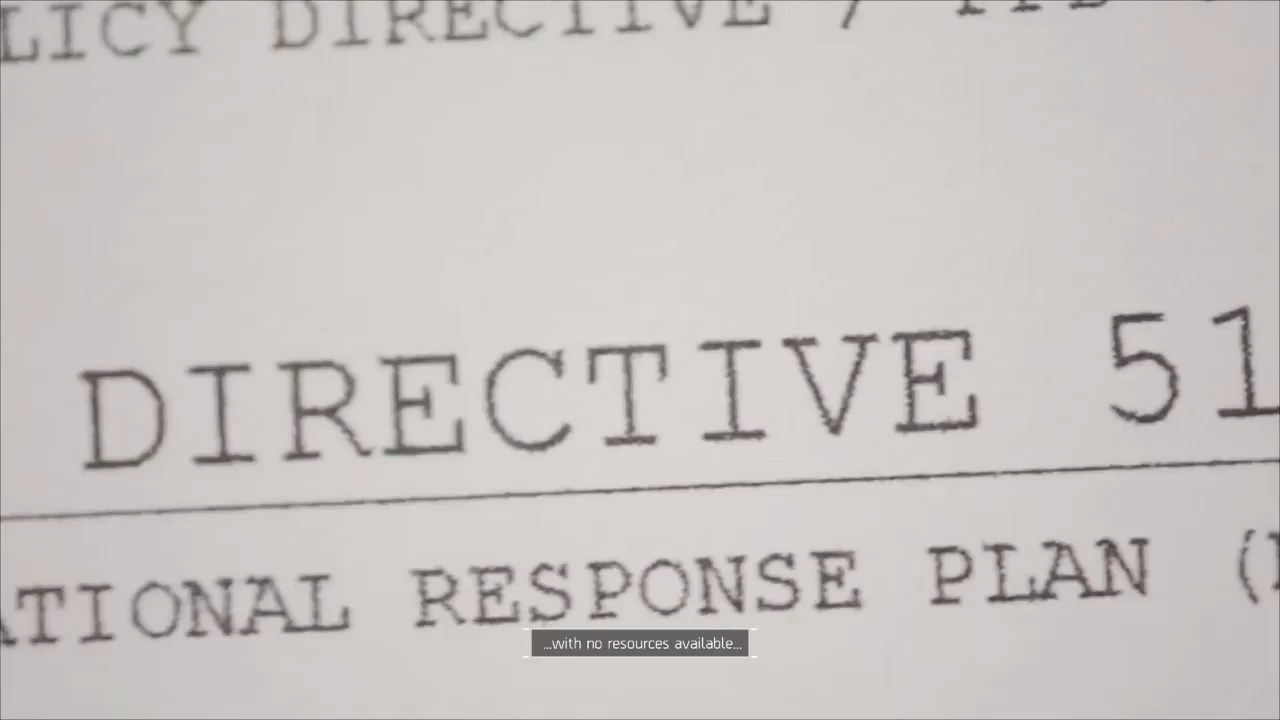 LICY DIRECTIVE /
DIRECTIVE 51
ATIONAL RESPONSE PLAN (
...with no resources available...